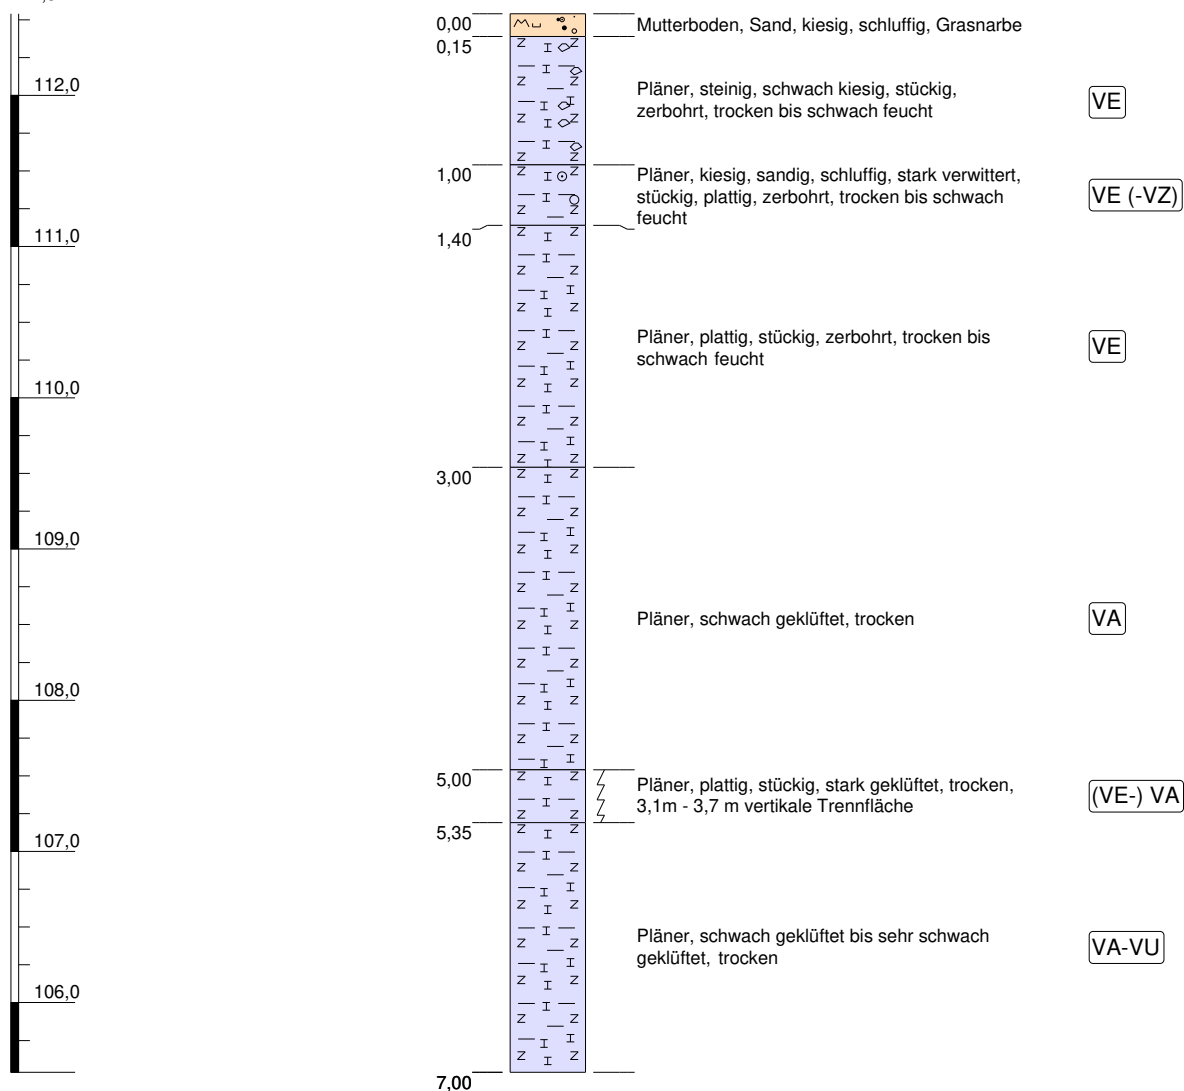 0,00
Mutterboden, Sand, kiesig, schluffig, Grasnarbe
0,15
112,0
Pläner, steinig, schwach kiesig, stückig,
zerbohrt, trocken bis schwach feucht
VE
1,00
Pläner, kiesig, sandig, schluffig, stark verwittert,
stückig, plattig, zerbohrt, trocken bis schwach
feucht
VE (-VZ)
111,0
1,40
Pläner, plattig, stückig, zerbohrt, trocken bis
schwach feucht
VE
110,0
3,00
109,0
Pläner, schwach geklüftet, trocken
VA
108,0
5,00
Pläner, plattig, stückig, stark geklüftet, trocken,
3,1m - 3,7 m vertikale Trennfläche
(VE-) VA
5,35
107,0
Pläner, schwach geklüftet bis sehr schwach
geklüftet, trocken
VA-VU
106,0
7,00